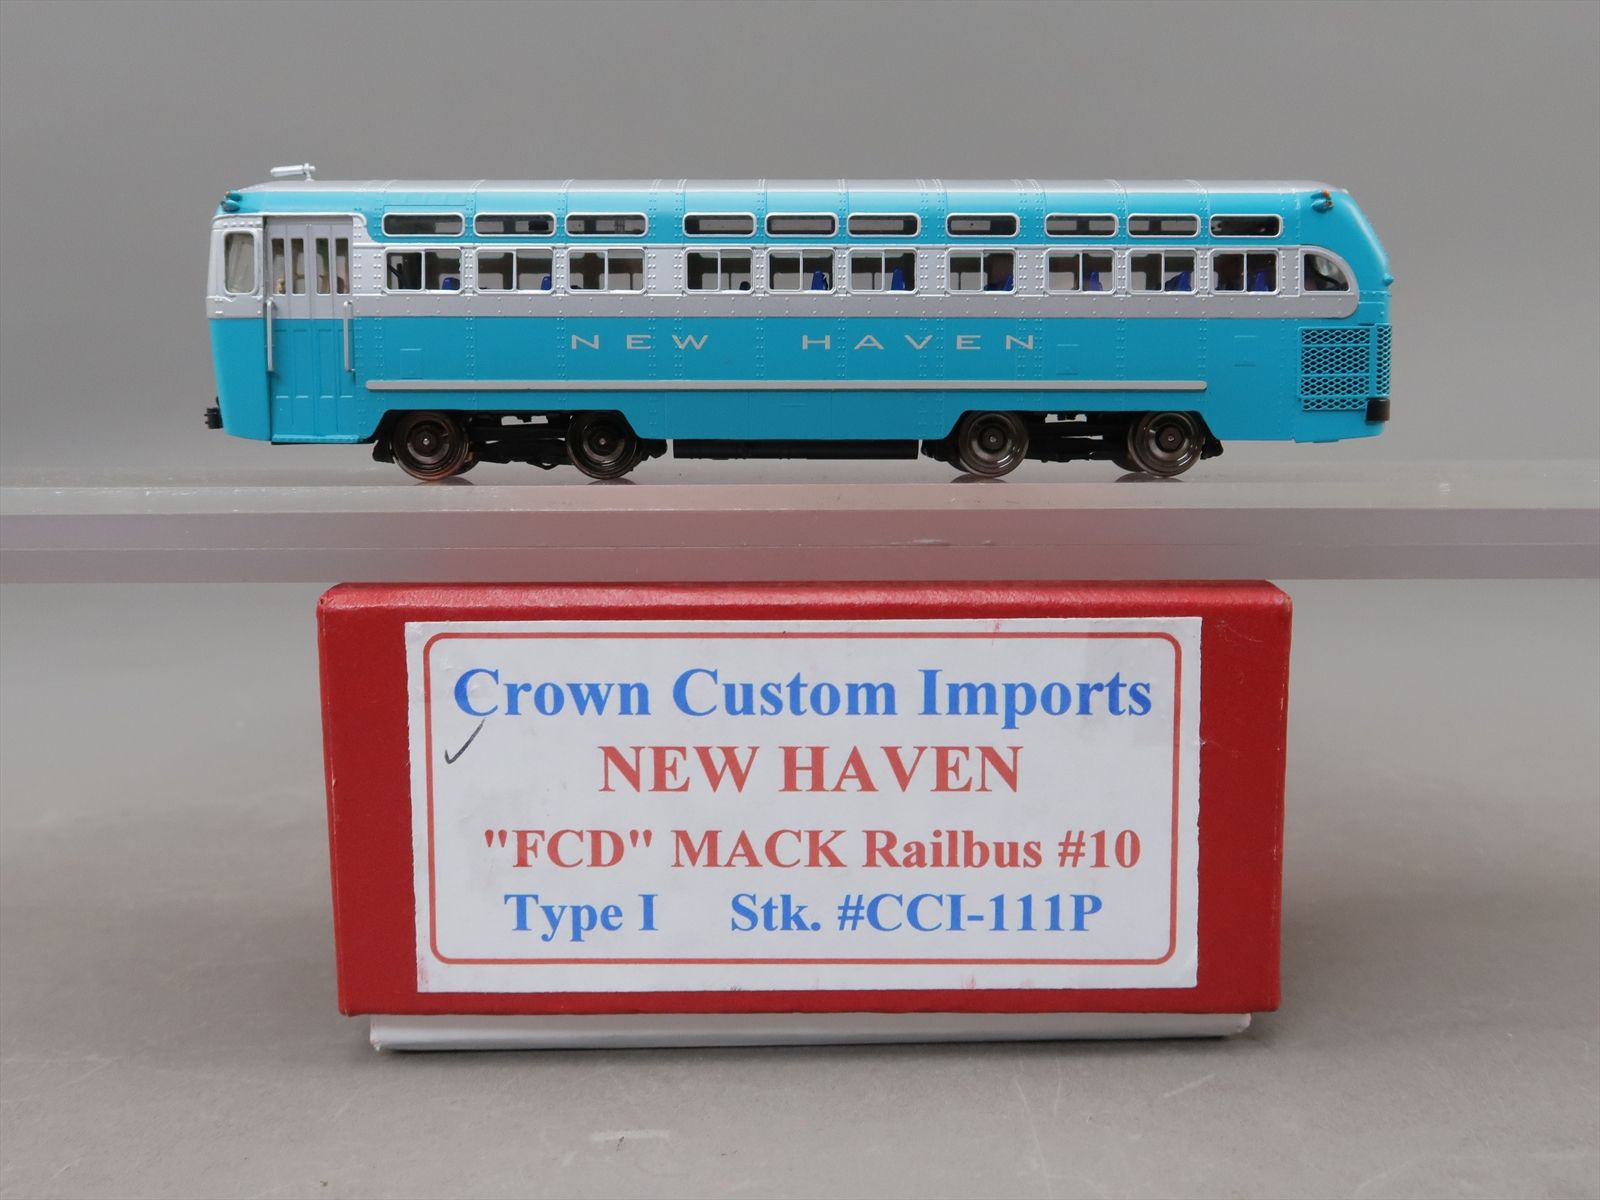 NEW HAVEN
Crown Custom Imports
NEW HAVEN
"FCD" MACK Railbus #10
Type I Stk. #CCI-111P